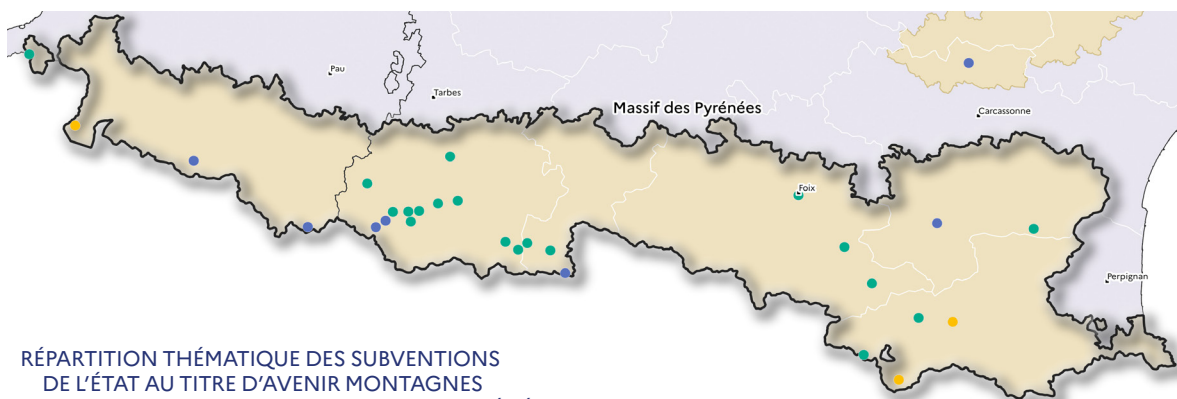 Pau
Tarbes
Massif des Pyrénées
Carcassonne
Foix
Perpignan
RÉPARTITION THÉMATIQUE DES SUBVENTIONS
DE L'ÉTAT AU TITRE D'AVENIR MONTAGNES